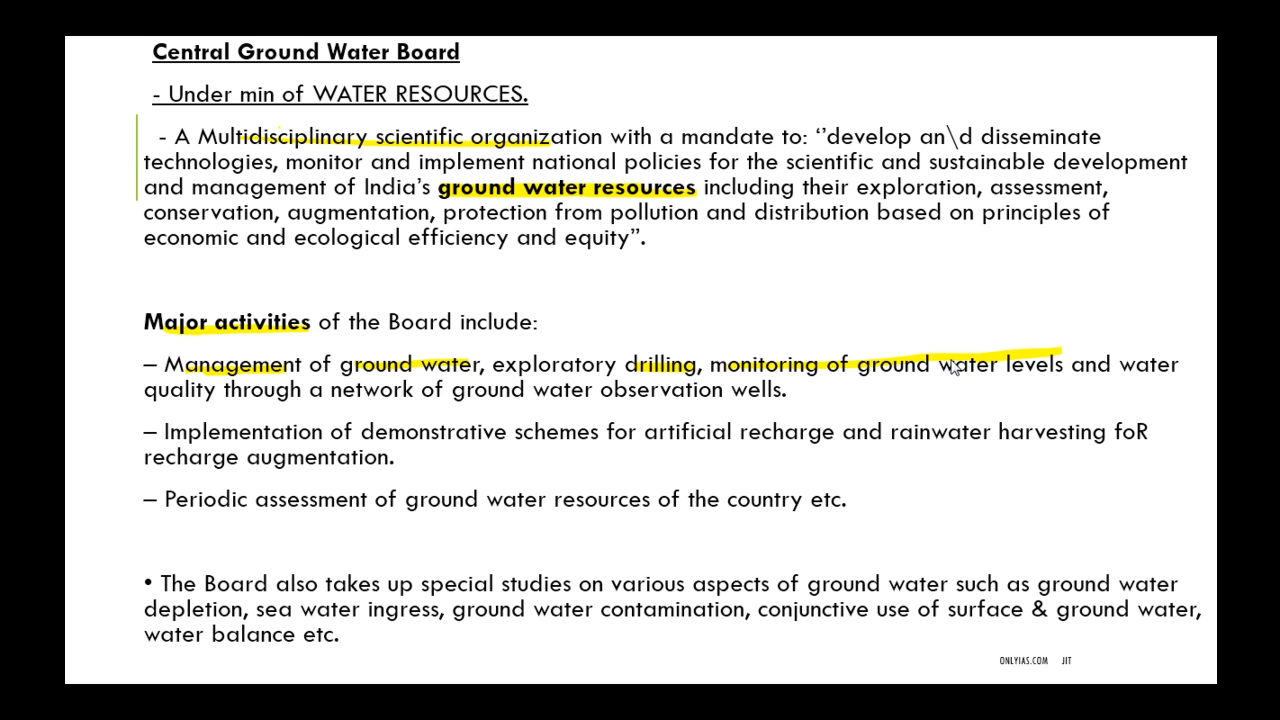 Central Ground Water Board
- Under min of WATER RESOURCES.
- A Multidisciplinary scientific organization with a mandate to: ‘’develop an\d disseminate
technologies, monitor and implement national policies for the scientific and sustainable development
and management of India’s ground water resources including their exploration, assessment,
conservation, augmentation, protection from pollution and distribution based on principles of
economic and ecological efficiency and equity”.
Major activities of the Board include:
– Management of ground water, exploratory drilling, monitoring of ground water levels and water
quality through a network of ground water observation wells.
– Implementation of demonstrative schemes for artificial recharge and rainwater harvesting foR
recharge augmentation.
– Periodic assessment of ground water resources of the country etc.
• The Board also takes up special studies on various aspects of ground water such as ground water
depletion, sea water ingress, ground water contamination, conjunctive use of surface & ground water,
water balance etc.
ONLYIAS.COM JIT